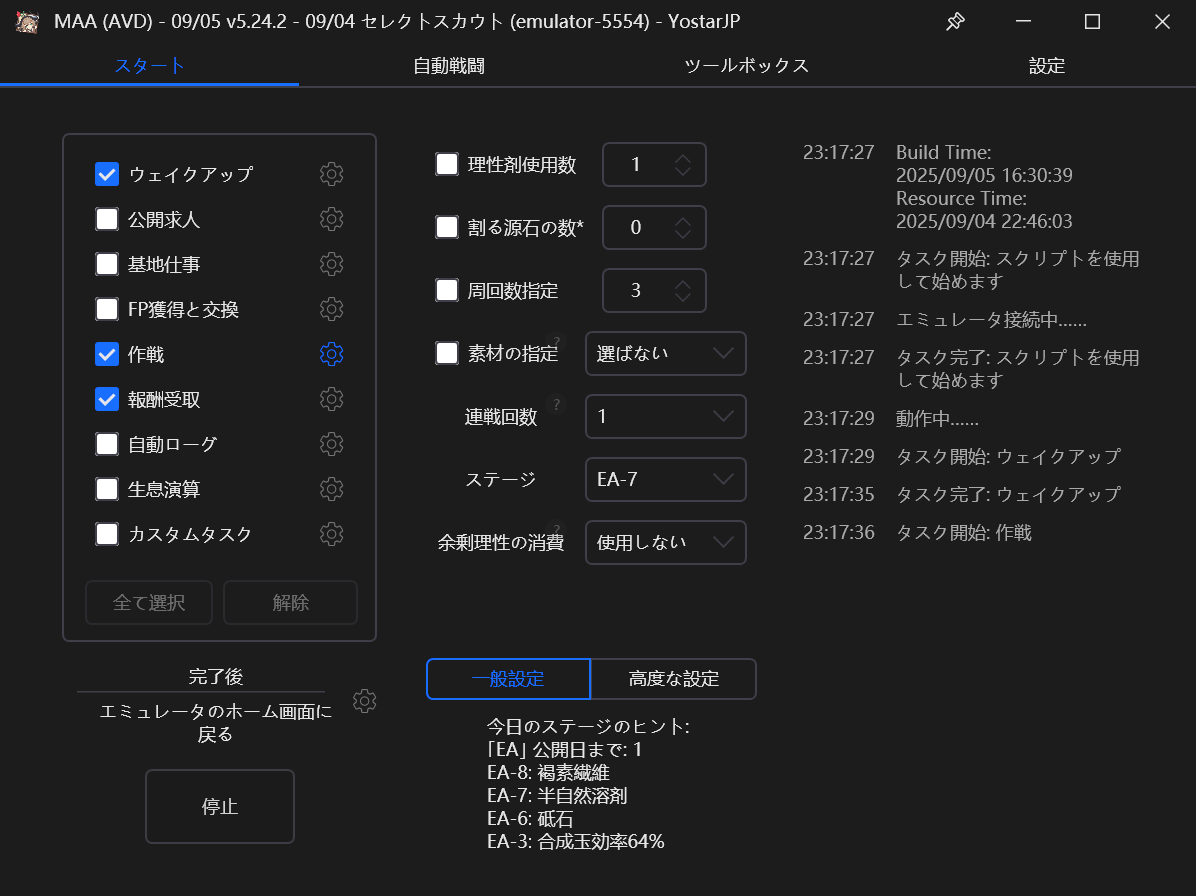 MAA (AVD) - 09/05 v5.24.2 - 09/04 セレクトスカウト (emulator-5554) - YostarJP
スタート
自動戦闘
ツールボックス
設定
ウェイクアップ
公開求人
基地仕事
FP獲得と交換
作戦
報酬受取
自動ローグ
生息演算
カスタムタスク
全て選択
解除
完了後
エミュレータのホーム画面に
戻る
停止
理性剤使用数
1
割る源石の数*
0
周回数指定
3
素材の指定
?
選ばない
連戦回数
?
1
ステージ
EA-7
余剰理性の消費
?
使用しない
一般設定
高度な設定
今日のステージのヒント:
「EA」公開日まで: 1
EA-8: 褐素繊維
EA-7: 半自然溶剤
EA-6: 砥石
EA-3: 合成玉効率64%
23:17:27 Build Time:
2025/09/05 16:30:39
Resource Time:
2025/09/04 22:46:03
23:17:27 タスク開始: スクリプトを使用
して始めます
23:17:27 エミュレータ接続中......
23:17:27 タスク完了: スクリプトを使用
して始めます
23:17:29 動作中......
23:17:29 タスク開始: ウェイクアップ
23:17:35 タスク完了: ウェイクアップ
23:17:36 タスク開始: 作戦